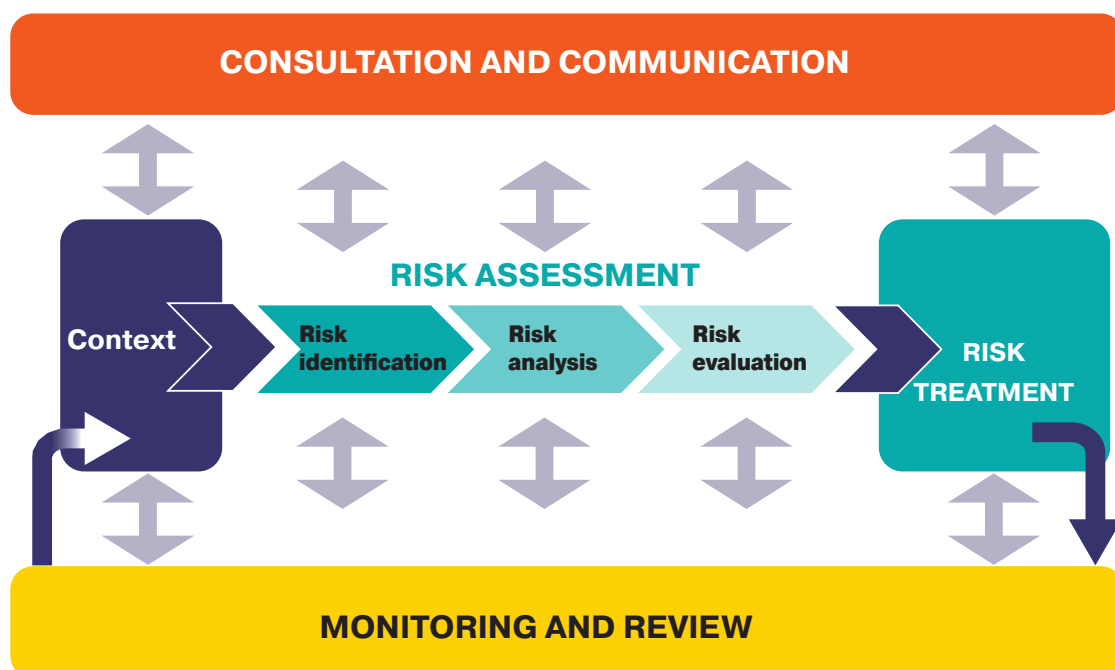 CONSULTATION AND COMMUNICATION
RISK ASSESSMENT
Context
Risk
identification
Risk
analysis
Risk
evaluation
RISK
TREATMENT
MONITORING AND REVIEW